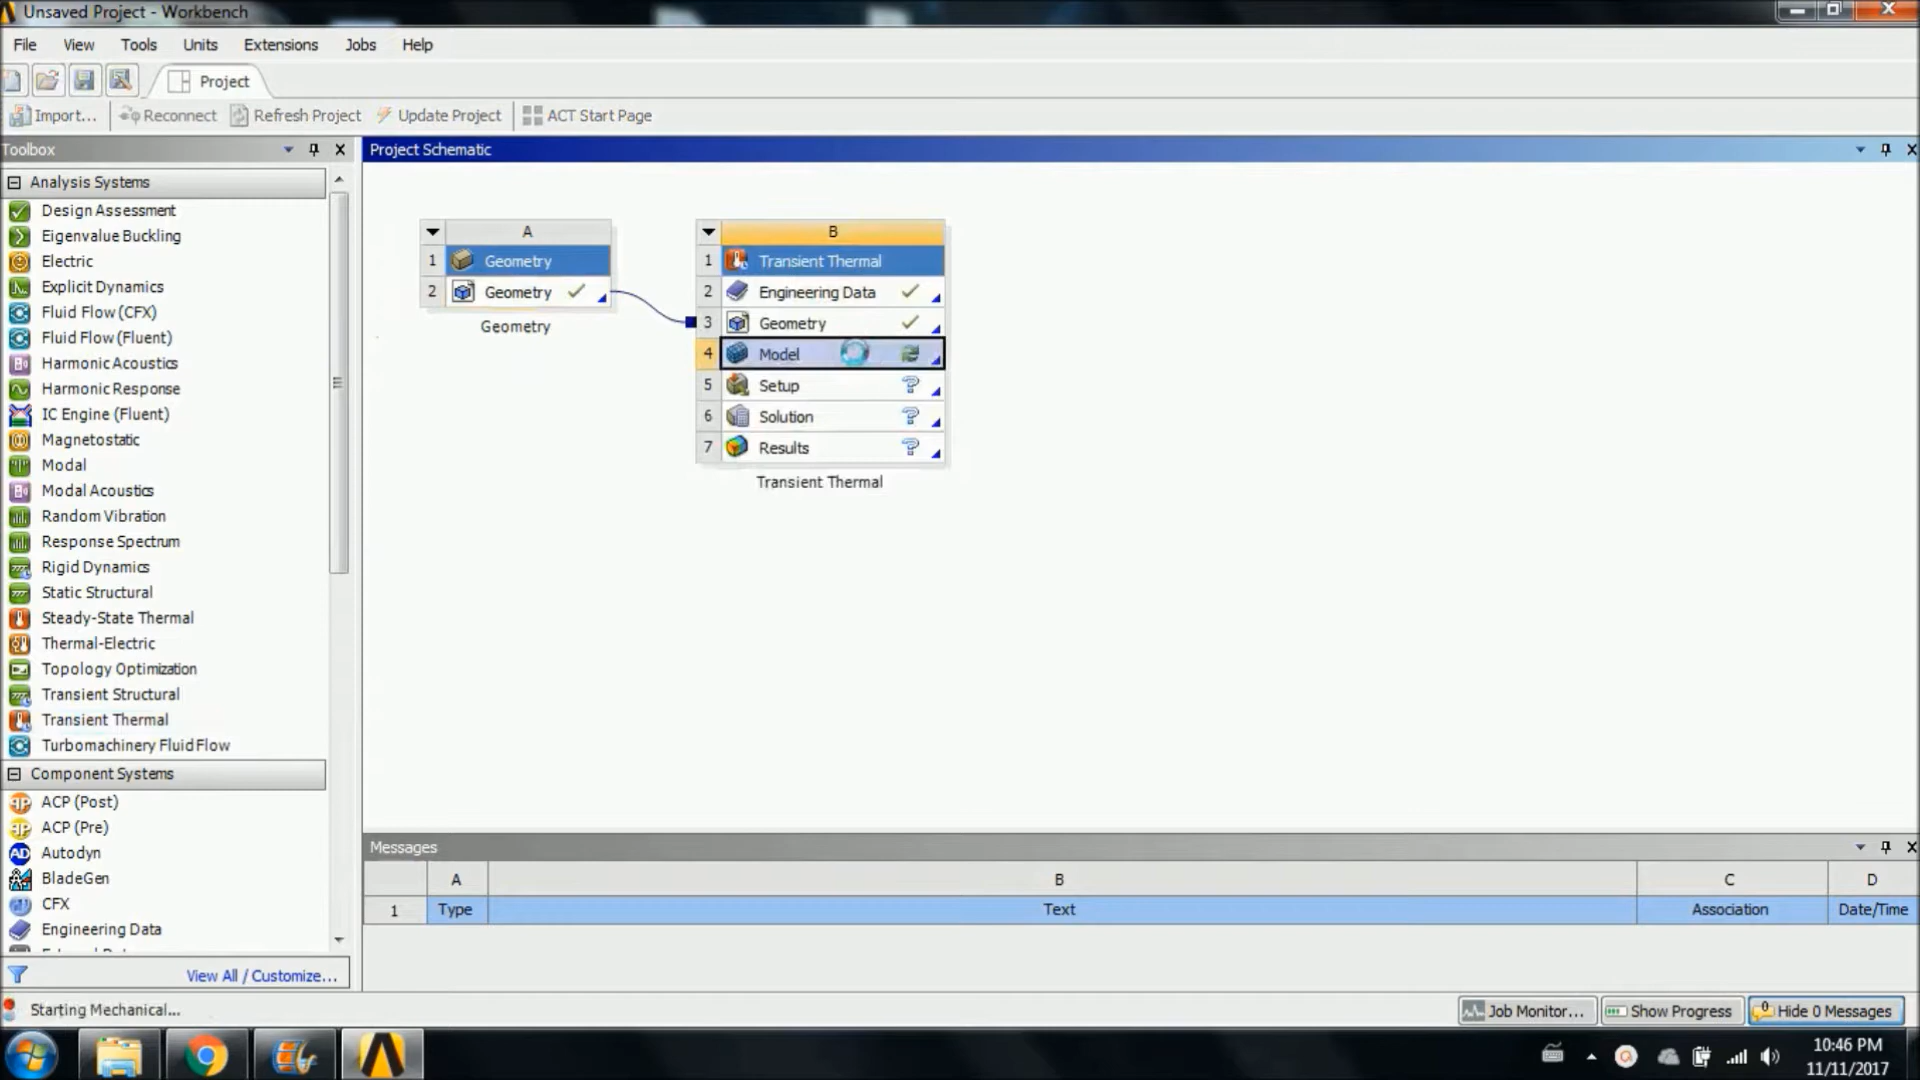 Unsaved Project - Workbench
File View Tools Units Extensions Jobs Help
Project
Import... Reconnect Refresh Project Update Project ACT Start Page
Toolbox
Analysis Systems
Design Assessment
Eigenvalue Buckling
Electric
Explicit Dynamics
Fluid Flow (CFX)
Fluid Flow (Fluent)
Harmonic Acoustics
Harmonic Response
IC Engine (Fluent)
Magnetostatic
Modal
Modal Acoustics
Random Vibration
Response Spectrum
Rigid Dynamics
Static Structural
Steady-State Thermal
Thermal-Electric
Topology Optimization
Transient Structural
Transient Thermal
Turbomachinery Fluid Flow
Component Systems
ACP (Post)
ACP (Pre)
Autodyn
BladeGen
CFX
Engineering Data
View All / Customize...
Project Schematic
A
1 Geometry
2 Geometry
Geometry
B
1 Transient Thermal
2 Engineering Data
3 Geometry
4 Model
5 Setup
6 Solution
7 Results
Transient Thermal
Messages
A B C D
1 Type Text Association Date/Time
Starting Mechanical...
Job Monitor... Show Progress Hide 0 Messages
10:46 PM
11/11/2017